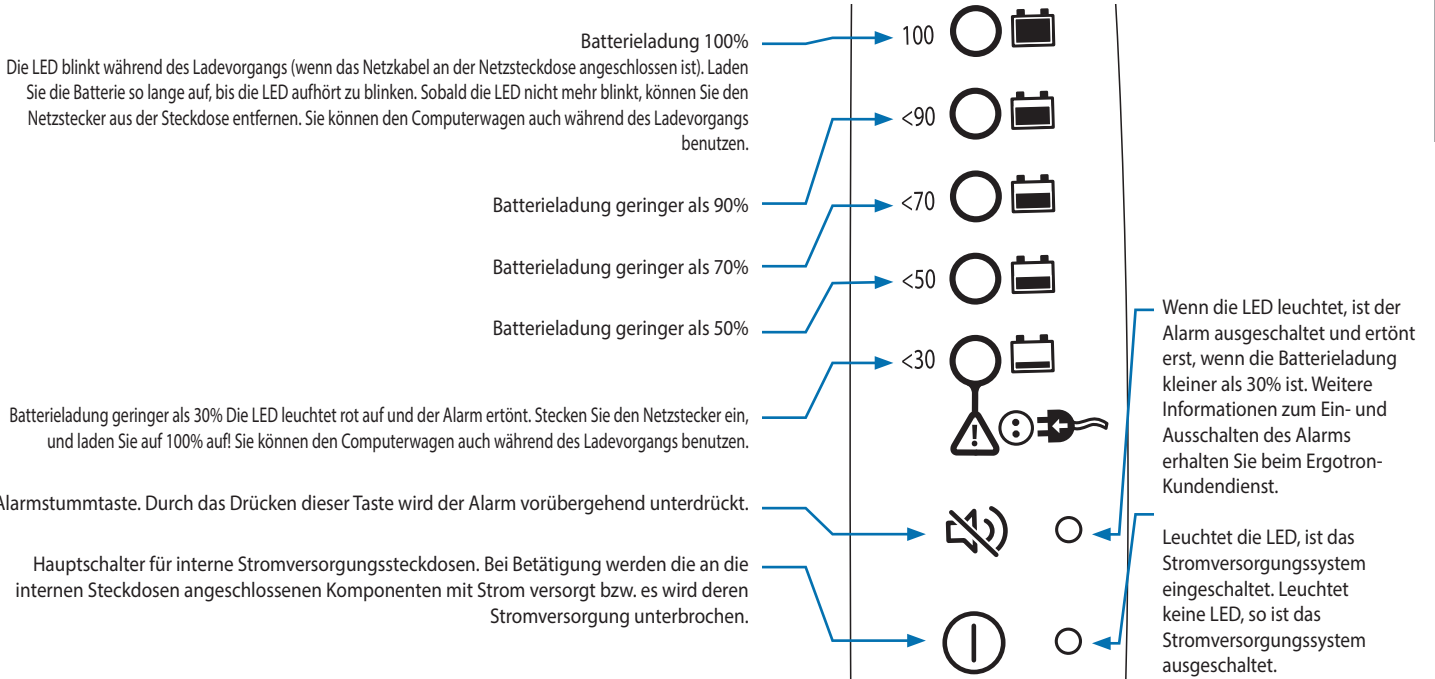 Batterieladung 100%
Die LED blinkt während des Ladevorgangs (wenn das Netzkabel an der Netzsteckdose angeschlossen ist). Laden
Sie die Batterie so lange auf, bis die LED aufhört zu blinken. Sobald die LED nicht mehr blinkt, können Sie den
Netzstecker aus der Steckdose entfernen. Sie können den Computerwagen auch während des Ladevorgangs
benutzen.
Batterieladung geringer als 90%
Batterieladung geringer als 70%
Batterieladung geringer als 50%
Batterieladung geringer als 30% Die LED leuchtet rot auf und der Alarm ertönt. Stecken Sie den Netzstecker ein,
und laden Sie auf 100% auf! Sie können den Computerwagen auch während des Ladevorgangs benutzen.
Alarmstummtaste. Durch das Drücken dieser Taste wird der Alarm vorübergehend unterdrückt.
Hauptschalter für interne Stromversorgungssteckdosen. Bei Betätigung werden die an die
internen Steckdosen angeschlossenen Komponenten mit Strom versorgt bzw. es wird deren
Stromversorgung unterbrochen.
100
<90
<70
<50
<30
Wenn die LED leuchtet, ist der
Alarm ausgeschaltet und ertönt
erst, wenn die Batterieladung
kleiner als 30% ist. Weitere
Informationen zum Ein- und
Ausschalten des Alarms
erhalten Sie beim Ergotron-
Kundendienst.
Leuchtet die LED, ist das
Stromversorgungssystem
eingeschaltet. Leuchtet
keine LED, so ist das
Stromversorgungssystem
ausgeschaltet.